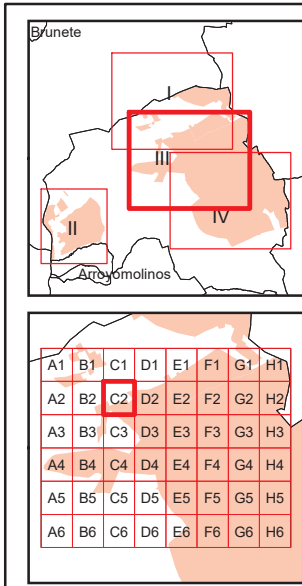 Brunete
I
III
IV
II
Arroyomolinos
A1 B1 C1 D1 E1 F1 G1 H1
A2 B2 C2 D2 E2 F2 G2 H2
A3 B3 C3 D3 E3 F3 G3 H3
A4 B4 C4 D4 E4 F4 G4 H4
A5 B5 C5 D5 E5 F5 G5 H5
A6 B6 C6 D6 E6 F6 G6 H6